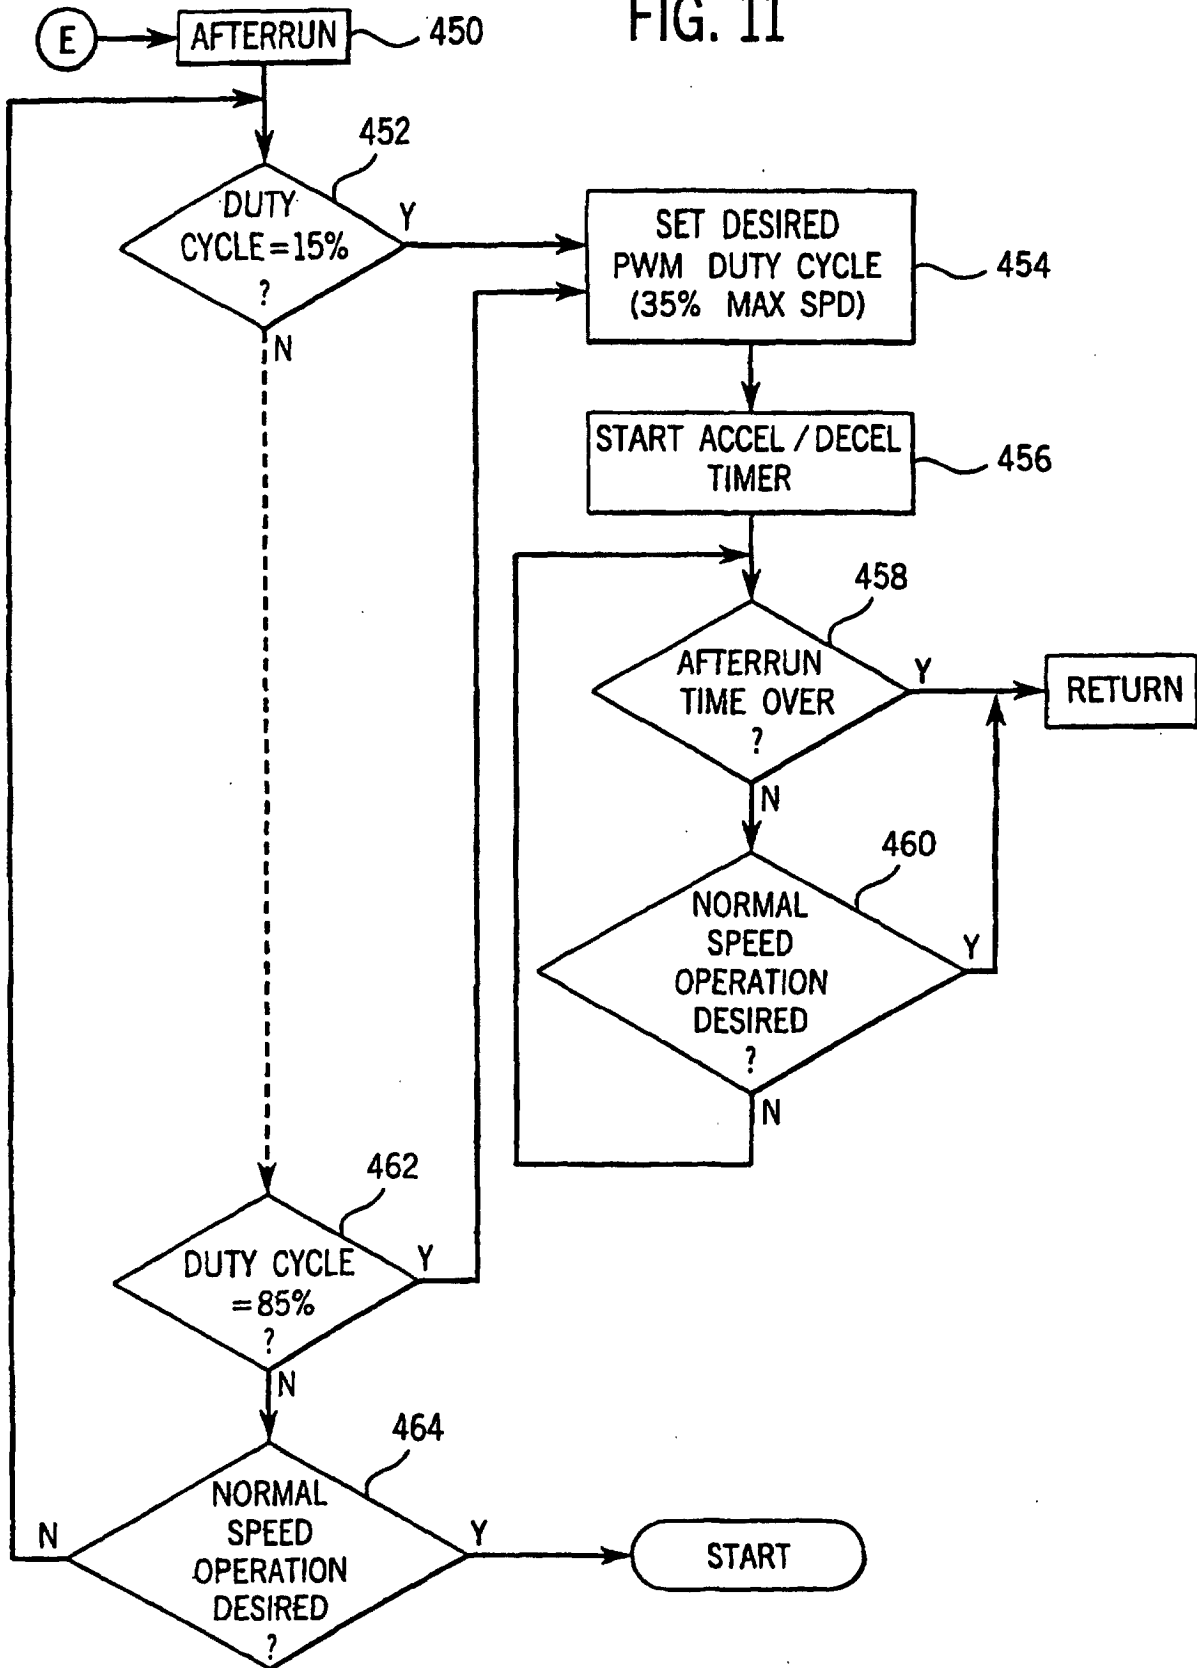 FIG. 11
E
AFTERRUN
450
452
DUTY
CYCLE=15%
?
Y
N
SET DESIRED
PWM DUTY CYCLE
(35% MAX SPD)
454
START ACCEL / DECEL
TIMER
456
458
AFTERRUN
TIME OVER
?
Y
N
RETURN
460
NORMAL
SPEED
OPERATION
DESIRED
?
Y
N
462
DUTY CYCLE
=85%
?
Y
N
464
NORMAL
SPEED
OPERATION
DESIRED
?
N
Y
START